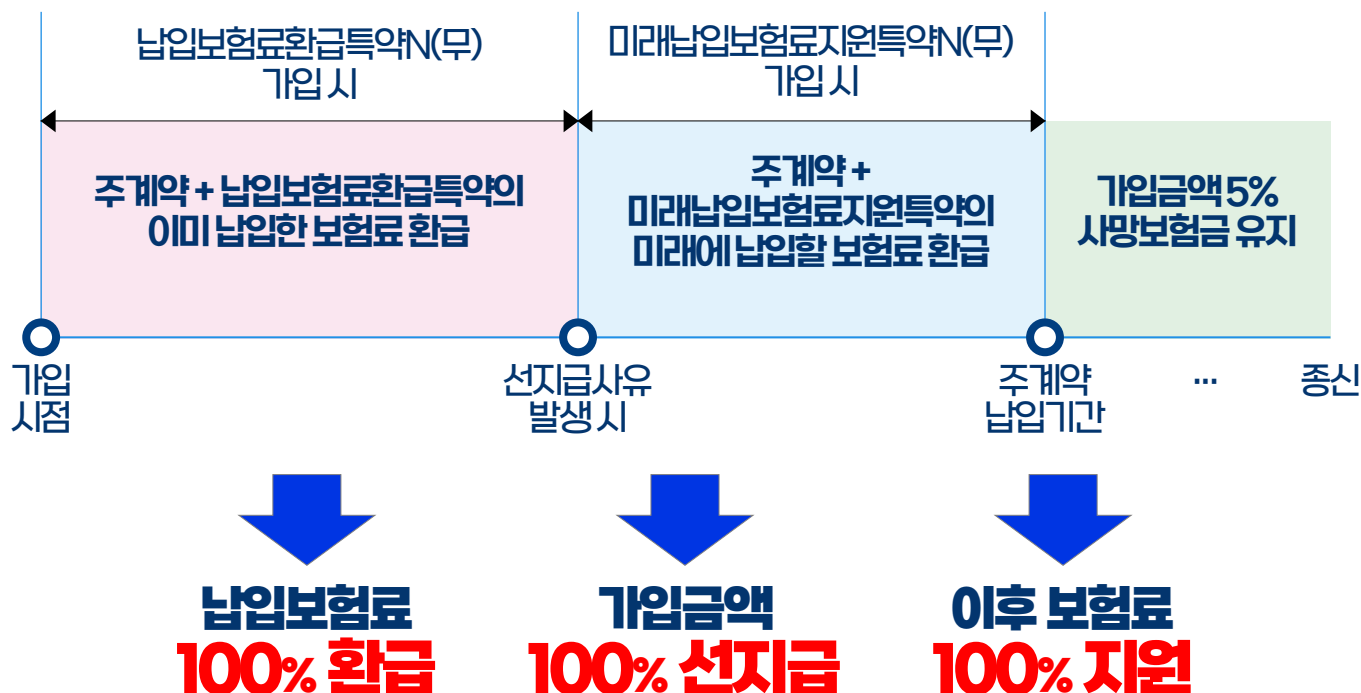 납입보험료환급특약N(무)
가입 시
미래납입보험료지원특약N(무)
가입 시
주계약 + 납입보험료환급특약의
이미 납입한 보험료 환급
주계약 +
미래납입보험료지원특약의
미래에 납입할 보험료 환급
가입금액 5%
사망보험금 유지
가입
시점
선지급사유
발생 시
주계약
납입기간
...
종신
납입보험료
100% 환급
가입금액
100% 선지급
이후 보험료
100% 지원